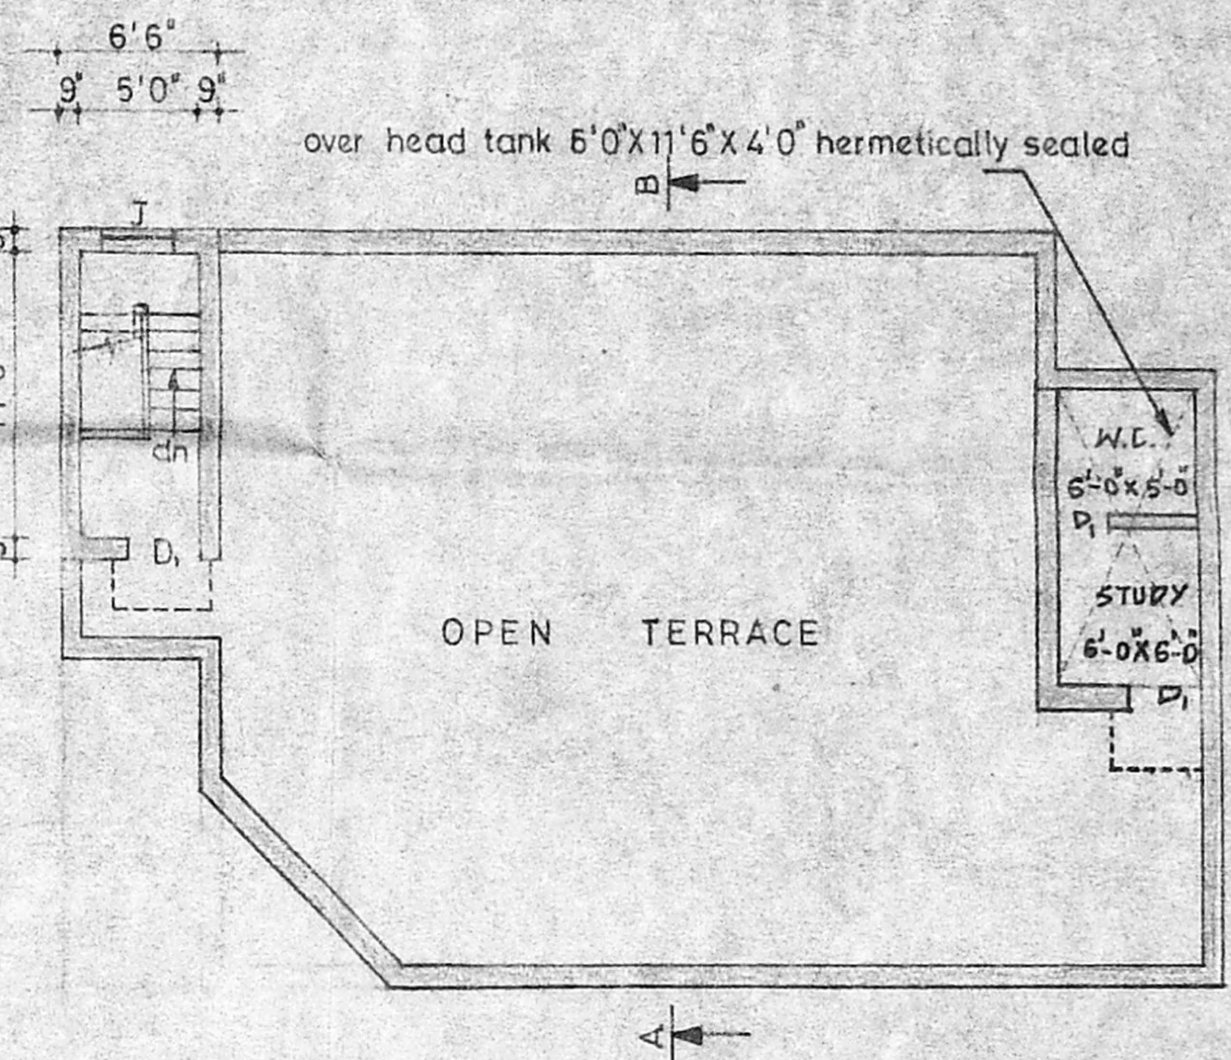 6'6"
9" 5'0" 9"
over head tank 6'0"X11'6"X4'0" hermetically sealed
B
J
dn
W.C.
6'-0"x5'-0"
D1
D1
STUDY
6'-0"X6'-0"
OPEN TERRACE
D1
A